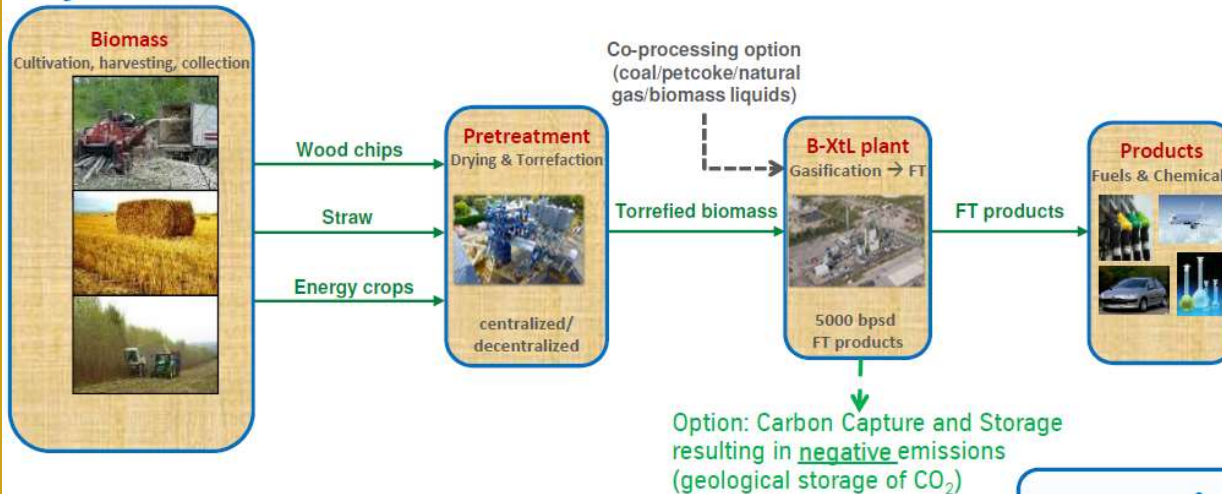 Biomass
Cultivation, harvesting, collection
Wood chips
Straw
Energy crops
Pretreatment
Drying & Torrefaction
centralized/
decentralized
Torrefied biomass
Co-processing option
(coal/petcoke/natural
gas/biomass liquids)
B-XtL plant
Gasification → FT
5000 bpsd
FT products
FT products
Products
Fuels & Chemical
Option: Carbon Capture and Storage
resulting in negative emissions
(geological storage of CO₂)